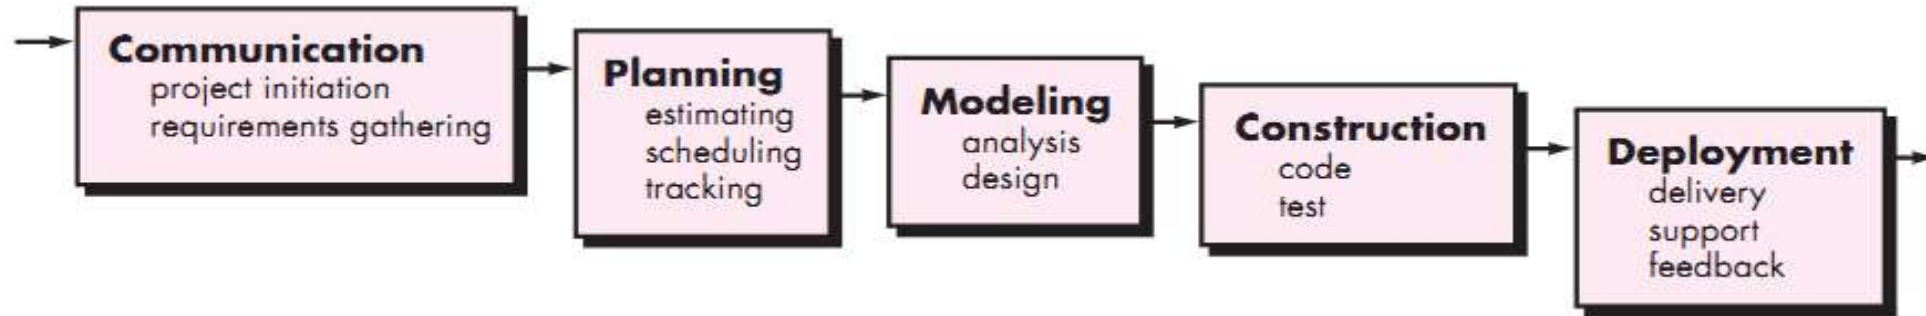 Communication
project initiation
requirements gathering
Planning
estimating
scheduling
tracking
Modeling
analysis
design
Construction
code
test
Deployment
delivery
support
feedback